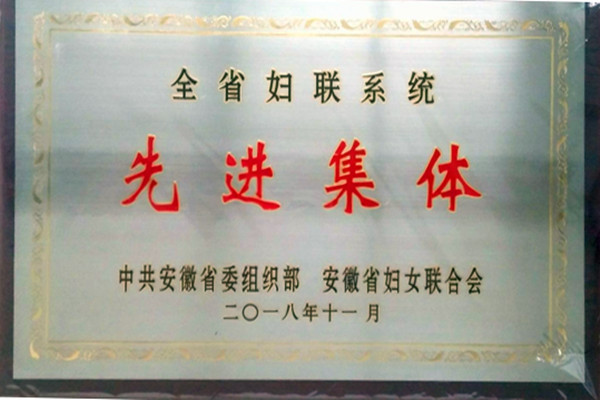 全省妇联系统
先进集体
中共安徽省委组织部 安徽省妇女联合会
二〇一八年十一月